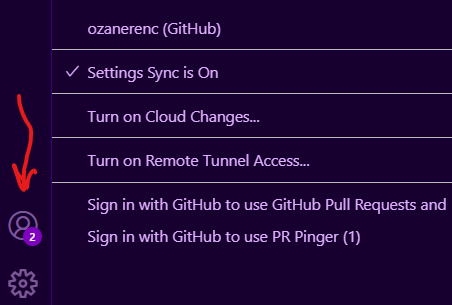 ozanerenc (GitHub)
Settings Sync is On
Turn on Cloud Changes...
Turn on Remote Tunnel Access...
Sign in with GitHub to use GitHub Pull Requests and
Sign in with GitHub to use PR Pinger (1)
2